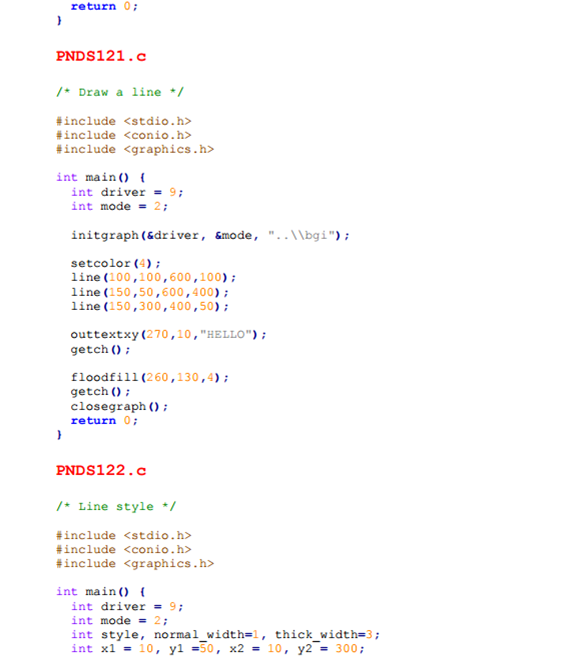 return 0;
}
PNDS121.c
/* Draw a line */
#include <stdio.h>
#include <conio.h>
#include <graphics.h>
int main() {
int driver = 9;
int mode = 2;
initgraph(&driver, &mode, "..\\bgi");
setcolor(4);
line(100,100,600,100);
line(150,50,600,400);
line(150,300,400,50);
outtextxy(270,10,"HELLO");
getch();
floodfill(260,130,4);
getch();
closegraph();
return 0;
}
PNDS122.c
/* Line style */
#include <stdio.h>
#include <conio.h>
#include <graphics.h>
int main() {
int driver = 9;
int mode = 2;
int style, normal_width=1, thick_width=3;
int x1 = 10, y1 =50, x2 = 10, y2 = 300;